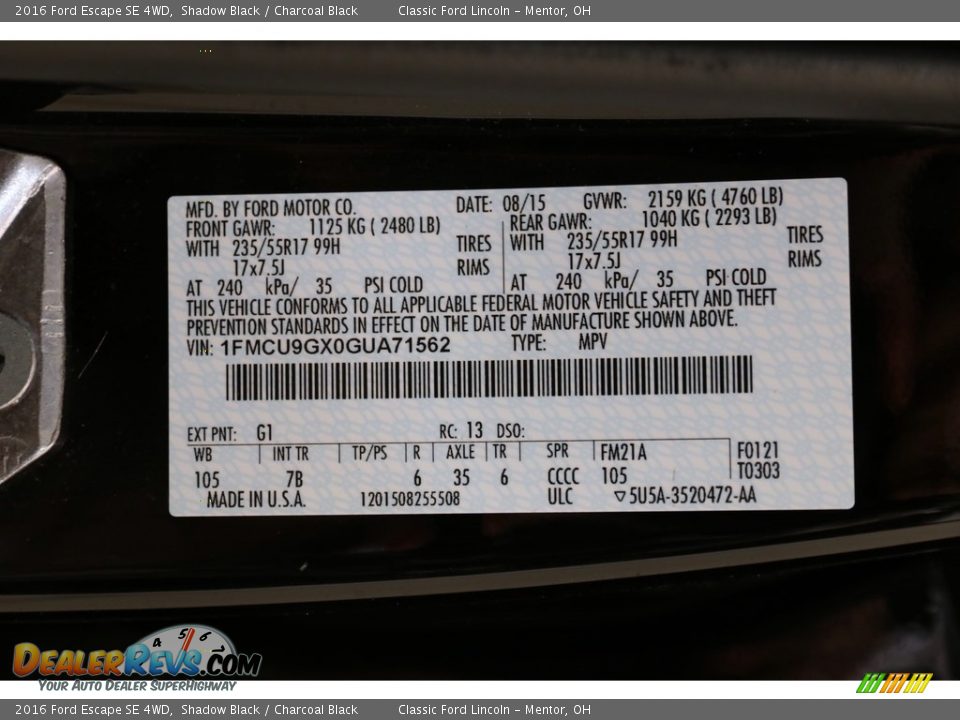 2016 Ford Escape SE 4WD, Shadow Black / Charcoal Black Classic Ford Lincoln - Mentor, OH
MFD. BY FORD MOTOR CO. DATE: 08/15 GVWR: 2159 KG ( 4760 LB)
FRONT GAWR: 1125 KG ( 2480 LB) REAR GAWR: 1040 KG ( 2293 LB)
WITH 235/55R17 99H TIRES WITH 235/55R17 99H TIRES
17x7.5J RIMS 17x7.5J RIMS
AT 240 kPa/ 35 PSI COLD AT 240 kPa/ 35 PSI COLD
THIS VEHICLE CONFORMS TO ALL APPLICABLE FEDERAL MOTOR VEHICLE SAFETY AND THEFT
PREVENTION STANDARDS IN EFFECT ON THE DATE OF MANUFACTURE SHOWN ABOVE.
VIN: 1FMCU9GX0GUA71562 TYPE: MPV
EXT PNT: G1 RC: 13 DSO:
WB INT TR TP/PS R AXLE TR SPR FM21A F0121
105 7B 6 35 6 CCCC 105 T0303
MADE IN U.S.A. 1201508255508 ULC ▽5U5A-3520472-AA
4 5 6
DEALERREVS.COM
YOUR AUTO DEALER SUPERHIGHWAY
2016 Ford Escape SE 4WD, Shadow Black / Charcoal Black Classic Ford Lincoln - Mentor, OH